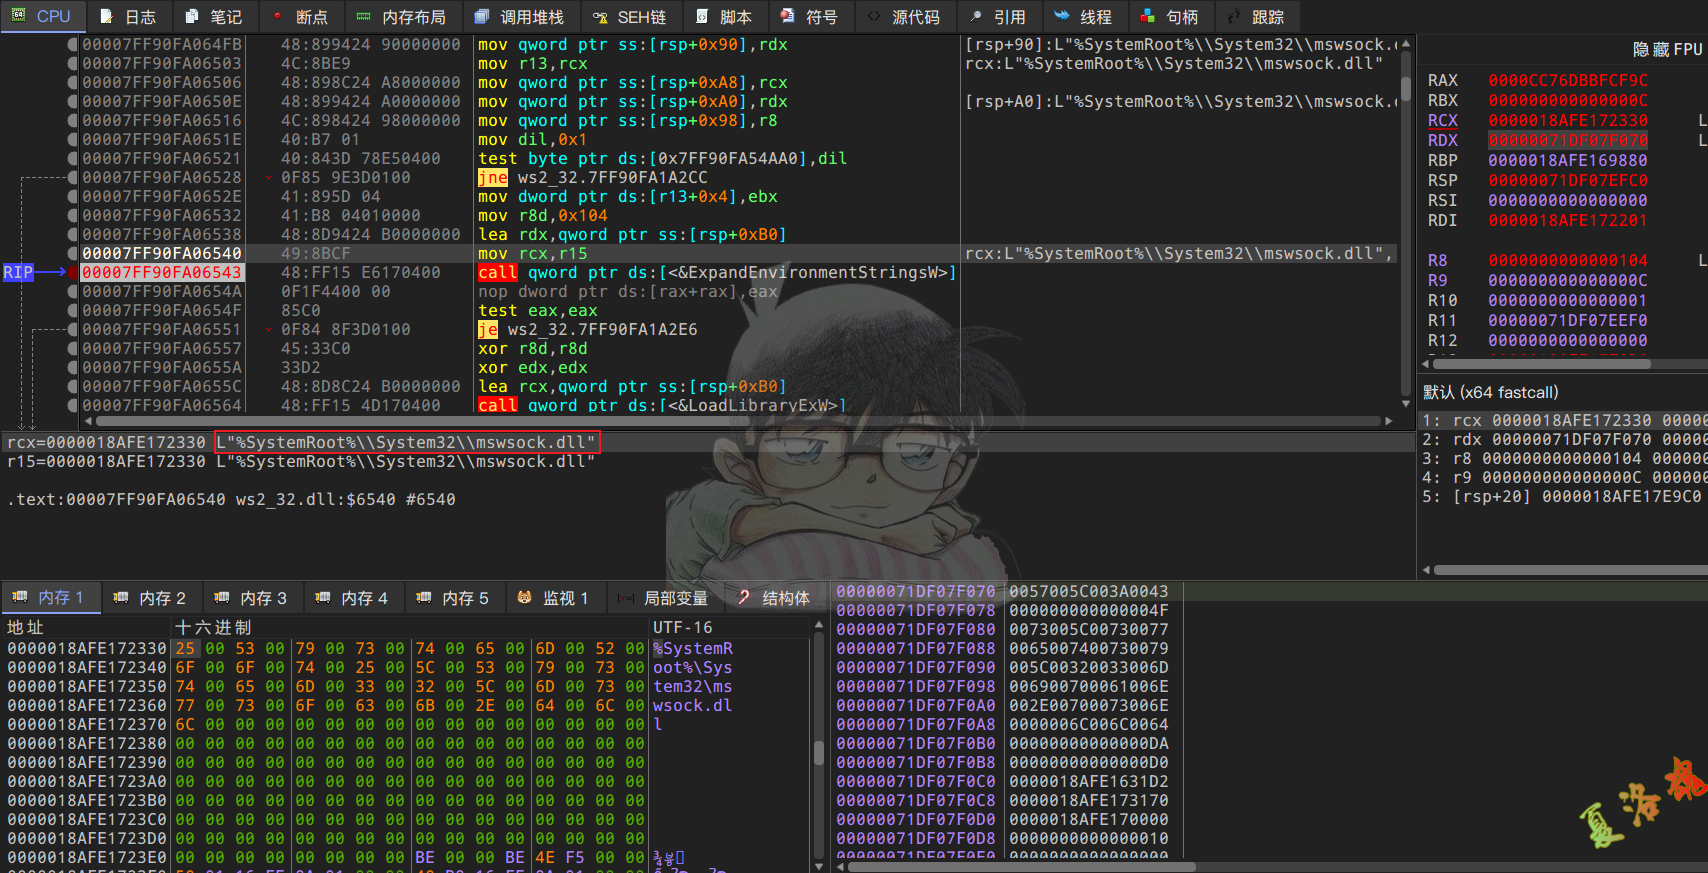 CPU 日志 笔记 断点 内存布局 调用堆栈 SEH链 脚本 符号 源代码 引用 线程 句柄 跟踪
00007FF90FA064FB 48:899424 90000000 mov qword ptr ss:[rsp+0x90],rdx [rsp+90]:L"%SystemRoot%\\System32\\mswsock.
00007FF90FA06503 4C:8BE9 mov r13,rcx rcx:L"%SystemRoot%\\System32\\mswsock.dll"
00007FF90FA06506 48:898C24 A8000000 mov qword ptr ss:[rsp+0xA8],rcx
00007FF90FA0650E 48:899424 A0000000 mov qword ptr ss:[rsp+0xA0],rdx [rsp+A0]:L"%SystemRoot%\\System32\\mswsock.
00007FF90FA06516 4C:898424 98000000 mov qword ptr ss:[rsp+0x98],r8
00007FF90FA0651E 40:B7 01 mov dil,0x1
00007FF90FA06521 40:843D 78E50400 test byte ptr ds:[0x7FF90FA54AA0],dil
00007FF90FA06528 0F85 9E3D0100 jne ws2_32.7FF90FA1A2CC
00007FF90FA0652E 41:895D 04 mov dword ptr ds:[r13+0x4],ebx
00007FF90FA06532 41:B8 04010000 mov r8d,0x104
00007FF90FA06538 48:8D9424 B0000000 lea rdx,qword ptr ss:[rsp+0xB0]
00007FF90FA06540 49:8BCF mov rcx,r15 rcx:L"%SystemRoot%\\System32\\mswsock.dll",
RIP 00007FF90FA06543 48:FF15 E6170400 call qword ptr ds:[<&ExpandEnvironmentStringsW>]
00007FF90FA0654A 0F1F4400 00 nop dword ptr ds:[rax+rax],eax
00007FF90FA0654F 85C0 test eax,eax
00007FF90FA06551 0F84 8F3D0100 je ws2_32.7FF90FA1A2E6
00007FF90FA06557 45:33C0 xor r8d,r8d
00007FF90FA0655A 33D2 xor edx,edx
00007FF90FA0655C 48:8D8C24 B0000000 lea rcx,qword ptr ss:[rsp+0xB0]
00007FF90FA06564 48:FF15 4D170400 call qword ptr ds:[<&LoadLibraryExW>]
隐藏FPU
RAX 0000CC76DBBFCF9C
RBX 000000000000000C
RCX 0000018AFE172330 L
RDX 00000071DF07F070 L
RBP 0000018AFE169880
RSP 00000071DF07EFC0
RSI 0000000000000000
RDI 0000018AFE172201
R8 0000000000000104 L
R9 000000000000000C
R10 0000000000000001
R11 00000071DF07EEF0
R12 0000000000000000
默认 (x64 fastcall)
1: rcx 0000018AFE172330 00000
2: rdx 00000071DF07F070 00000
3: r8 0000000000000104 000000
4: r9 000000000000000C 000000
5: [rsp+20] 0000018AFE17E9C0
rcx=0000018AFE172330 L"%SystemRoot%\\System32\\mswsock.dll"
r15=0000018AFE172330 L"%SystemRoot%\\System32\\mswsock.dll"
.text:00007FF90FA06540 ws2_32.dll:$6540 #6540
内存 1 内存 2 内存 3 内存 4 内存 5 监视 1 局部变量 结构体
地址 十六进制 UTF-16
0000018AFE172330 25 00 53 00 79 00 73 00 74 00 65 00 6D 00 52 00 %SystemR
0000018AFE172340 6F 00 6F 00 74 00 25 00 5C 00 53 00 79 00 73 00 oot%\Sys
0000018AFE172350 74 00 65 00 6D 00 33 00 32 00 5C 00 6D 00 73 00 tem32\ms
0000018AFE172360 77 00 73 00 6F 00 63 00 6B 00 2E 00 64 00 6C 00 wsock.dl
0000018AFE172370 6C 00 00 00 00 00 00 00 00 00 00 00 00 00 00 00 l
0000018AFE172380 00 00 00 00 00 00 00 00 00 00 00 00 00 00 00 00
0000018AFE172390 00 00 00 00 00 00 00 00 00 00 00 00 00 00 00 00
0000018AFE1723A0 00 00 00 00 00 00 00 00 00 00 00 00 00 00 00 00
0000018AFE1723B0 00 00 00 00 00 00 00 00 00 00 00 00 00 00 00 00
0000018AFE1723C0 00 00 00 00 00 00 00 00 00 00 00 00 00 00 00 00
0000018AFE1723D0 00 00 00 00 00 00 00 00 00 00 00 00 00 00 00 00
0000018AFE1723E0 00 00 00 00 00 00 00 00 BE 00 00 BE 4E F5 00 00
00000071DF07F070 0057005C003A0043
00000071DF07F078 000000000000004F
00000071DF07F080 0073005C00730077
00000071DF07F088 0065007400730079
00000071DF07F090 005C00320033006D
00000071DF07F098 006900700061006E
00000071DF07F0A0 002E00700073006E
00000071DF07F0A8 0000006C006C0064
00000071DF07F0B0 00000000000000DA
00000071DF07F0B8 00000000000000D0
00000071DF07F0C0 0000018AFE1631D2
00000071DF07F0C8 0000018AFE173170
00000071DF07F0D0 0000018AFE170000
00000071DF07F0D8 0000000000000010
00000071DF07F0E0 0000000000000000
夏洛魂